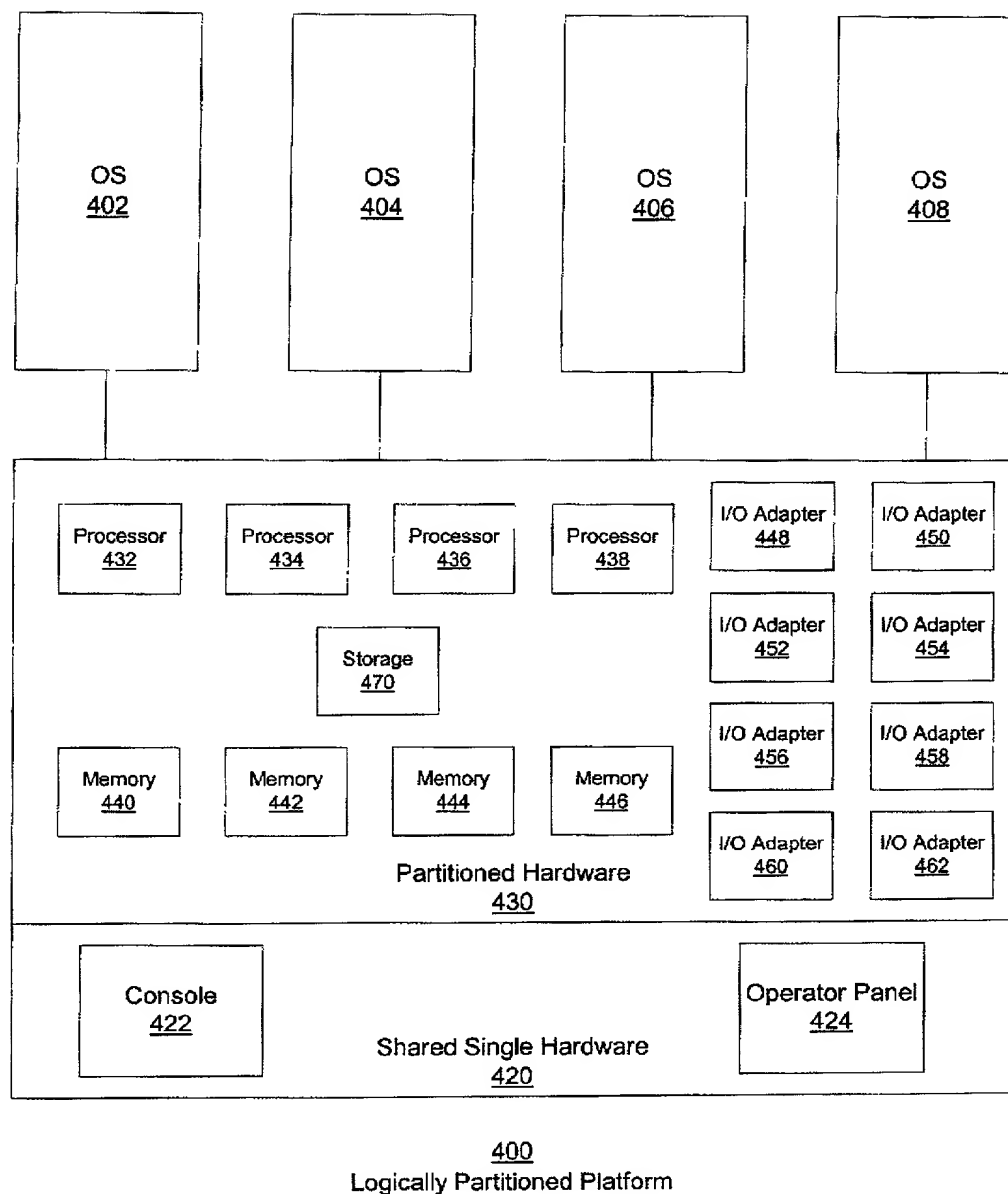 OS
402
OS
404
OS
406
OS
408
Processor
432
Processor
434
Processor
436
Processor
438
I/O Adapter
448
I/O Adapter
450
Storage
470
I/O Adapter
452
I/O Adapter
454
Memory
440
Memory
442
Memory
444
Memory
446
I/O Adapter
456
I/O Adapter
458
I/O Adapter
460
I/O Adapter
462
Partitioned Hardware
430
Console
422
Operator Panel
424
Shared Single Hardware
420
400
Logically Partitioned Platform